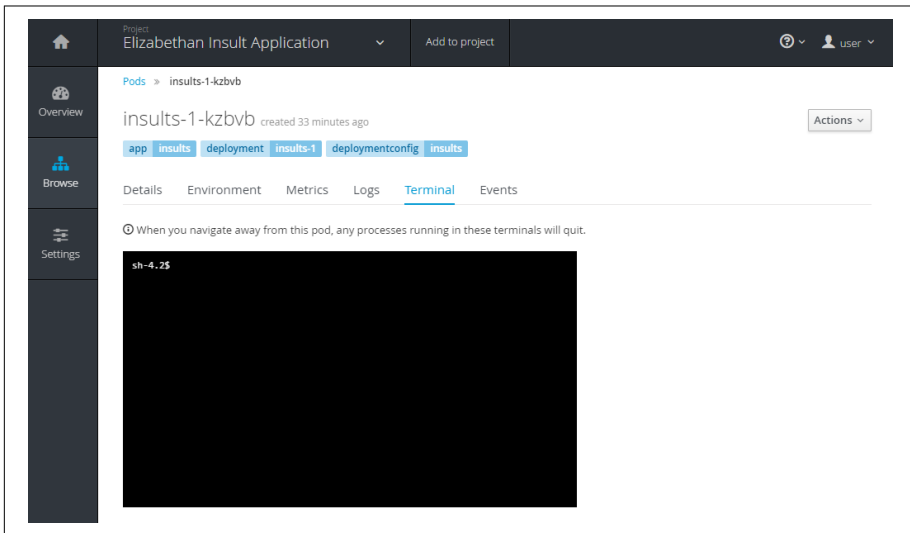 Project
Elizabethan Insult Application
Add to project
user
Pods » insults-1-kzbvb
Overview
insults-1-kzbvb created 33 minutes ago
Actions
app insults deployment insults-1 deploymentconfig insults
Browse
Details Environment Metrics Logs Terminal Events
When you navigate away from this pod, any processes running in these terminals will quit.
Settings
sh-4.2$